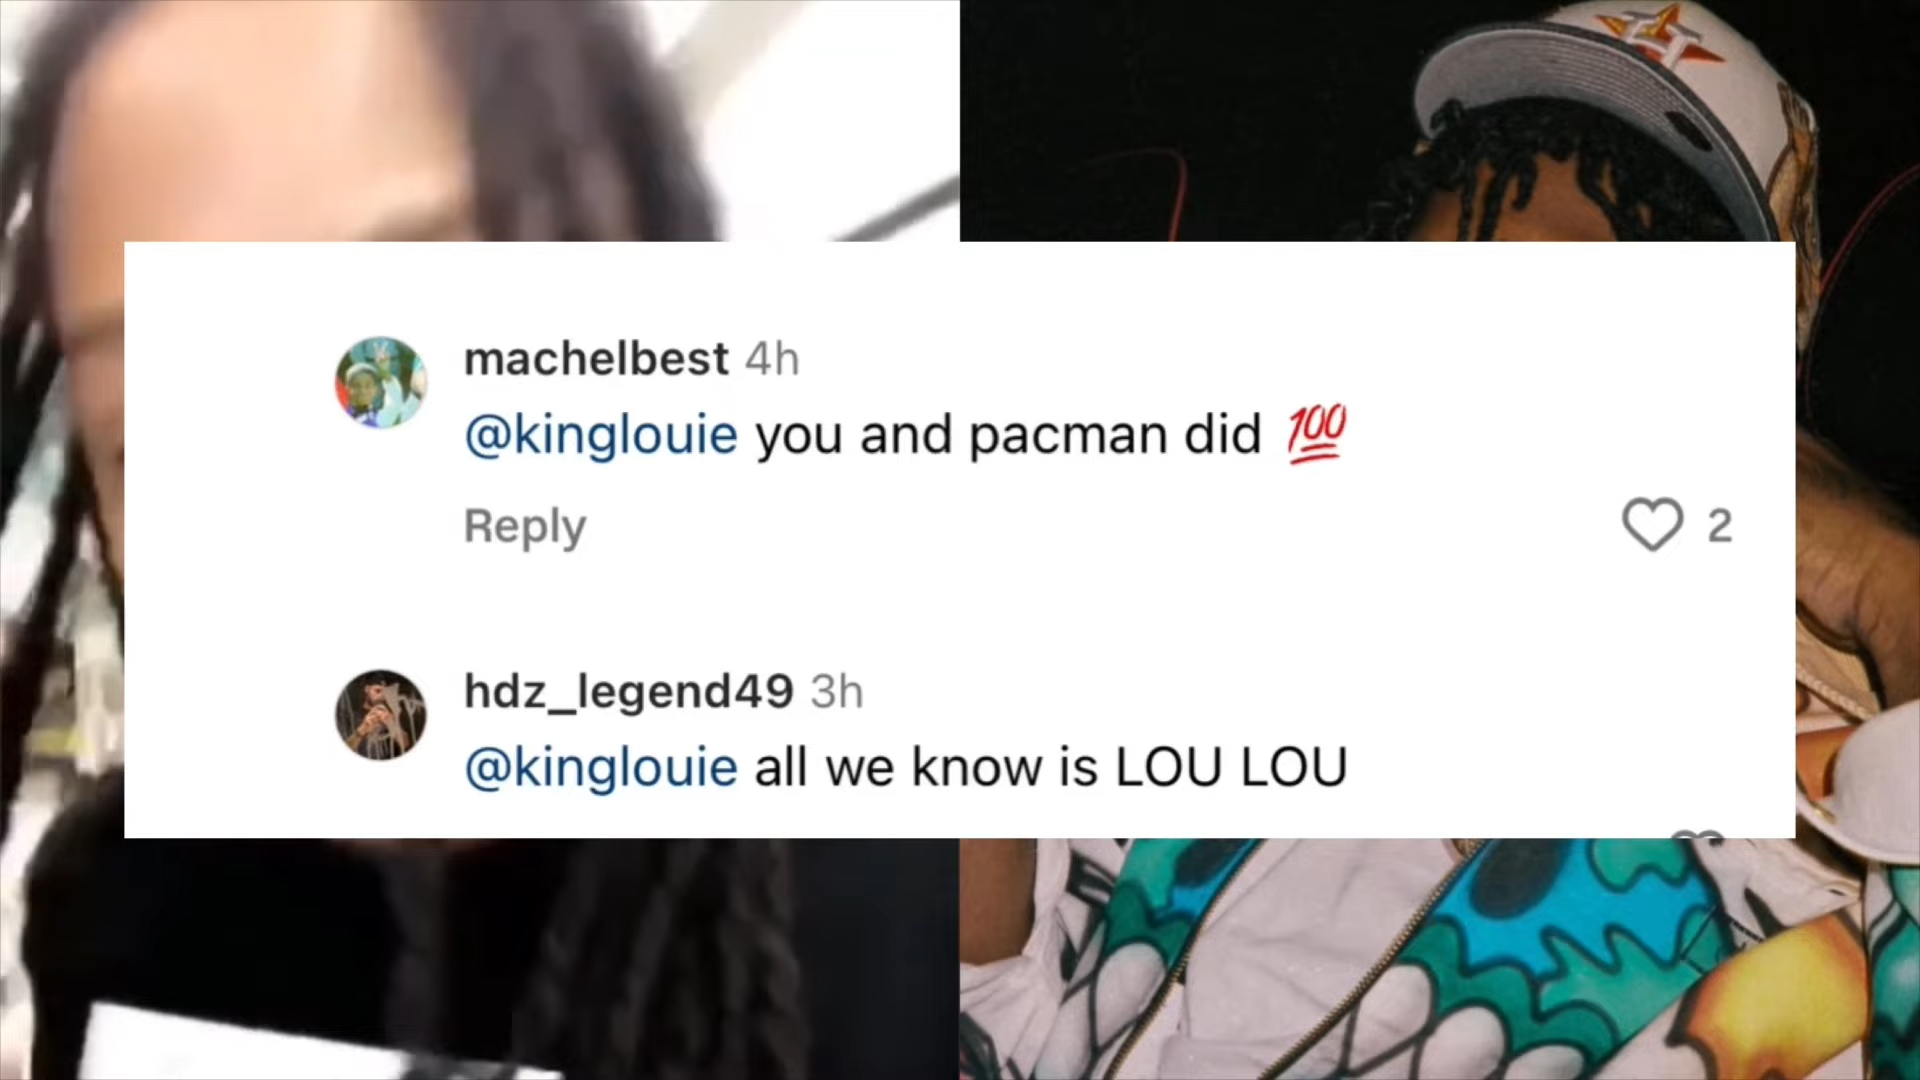 machelbest 4h
@kinglouie you and pacman did 💯
Reply
2
hdz_legend49 3h
@kinglouie all we know is LOU LOU
H